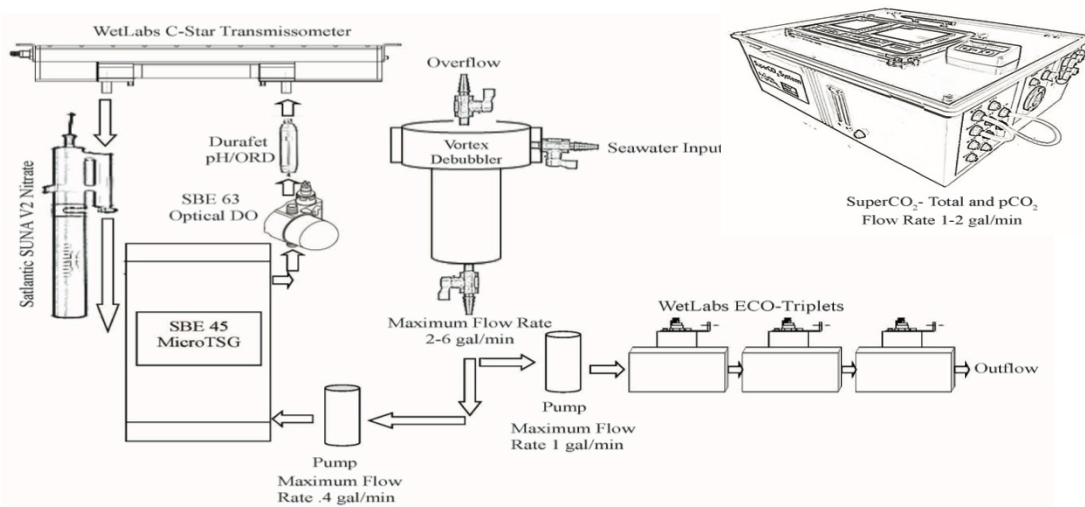 WetLabs C-Star Transmissometer
Overflow
Vortex
Debubbler
Seawater Input
Durafet
pH/ORD
SBE 63
Optical DO
Satlantic SUNA V2 Nitrate
SBE 45
MicroTSG
Maximum Flow Rate
2-6 gal/min
Pump
Maximum Flow
Rate .4 gal/min
Pump
Maximum Flow
Rate 1 gal/min
WetLabs ECO-Triplets
Outflow
SuperCO₂ System
SuperCO₂- Total and pCO₂
Flow Rate 1-2 gal/min